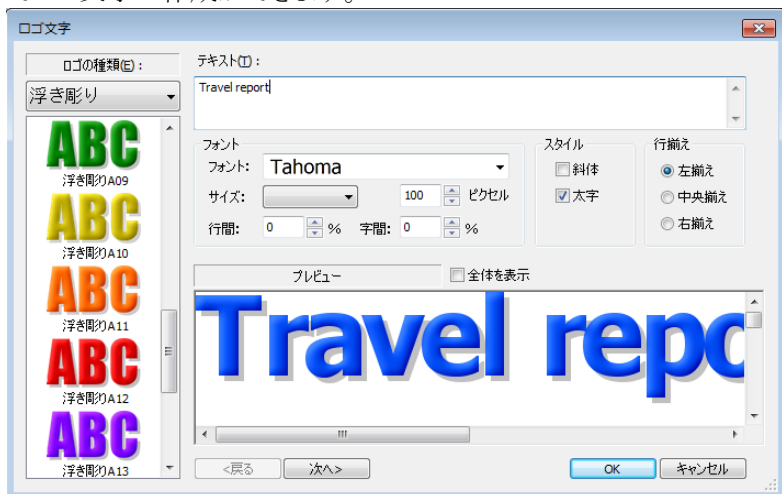 ロゴ文字
ロゴの種類(E):
浮き彫り
ABC
浮き彫りA09
ABC
浮き彫りA10
ABC
浮き彫りA11
ABC
浮き彫りA12
ABC
浮き彫りA13
テキスト(T):
Travel report
フォント
フォント: Tahoma
サイズ: 100 ピクセル
行間: 0 % 字間: 0 %
スタイル
斜体
太字
行揃え
左揃え
中央揃え
右揃え
プレビュー 全体を表示
Travel repo
<戻る 次へ> OK キャンセル